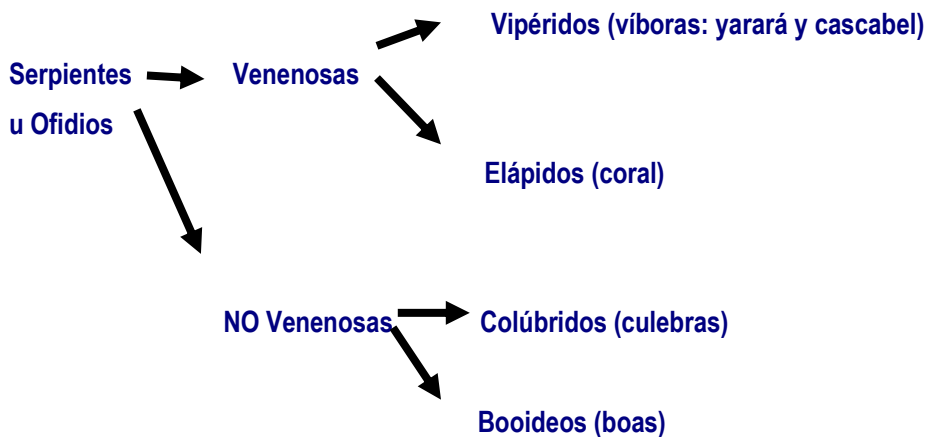 Vipéridos (víboras: yarará y cascabel)
Serpientes
Venenosas
u Ofidios
Elápidos (coral)
NO Venenosas
Colúbridos (culebras)
Booideos (boas)